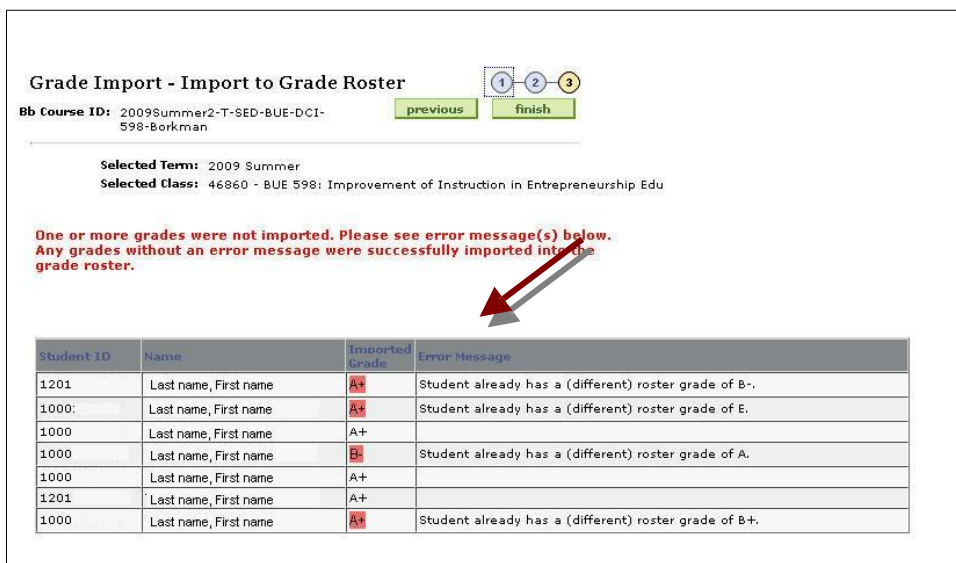 Grade Import - Import to Grade Roster
1 2 3
Bb Course ID: 2009Summer2-T-SED-BUE-DCI-
598-Borkman
previous finish
Selected Term: 2009 Summer
Selected Class: 46860 - BUE 598: Improvement of Instruction in Entrepreneurship Edu
One or more grades were not imported. Please see error message(s) below.
Any grades without an error message were successfully imported into the
grade roster.
Student ID Name Imported Grade Error Message
1201 Last name, First name A+ Student already has a (different) roster grade of B-.
1000: Last name, First name A+ Student already has a (different) roster grade of E.
1000 Last name, First name A+
1000 Last name, First name B- Student already has a (different) roster grade of A.
1000 Last name, First name A+
1201 Last name, First name A+
1000 Last name, First name A+ Student already has a (different) roster grade of B+.